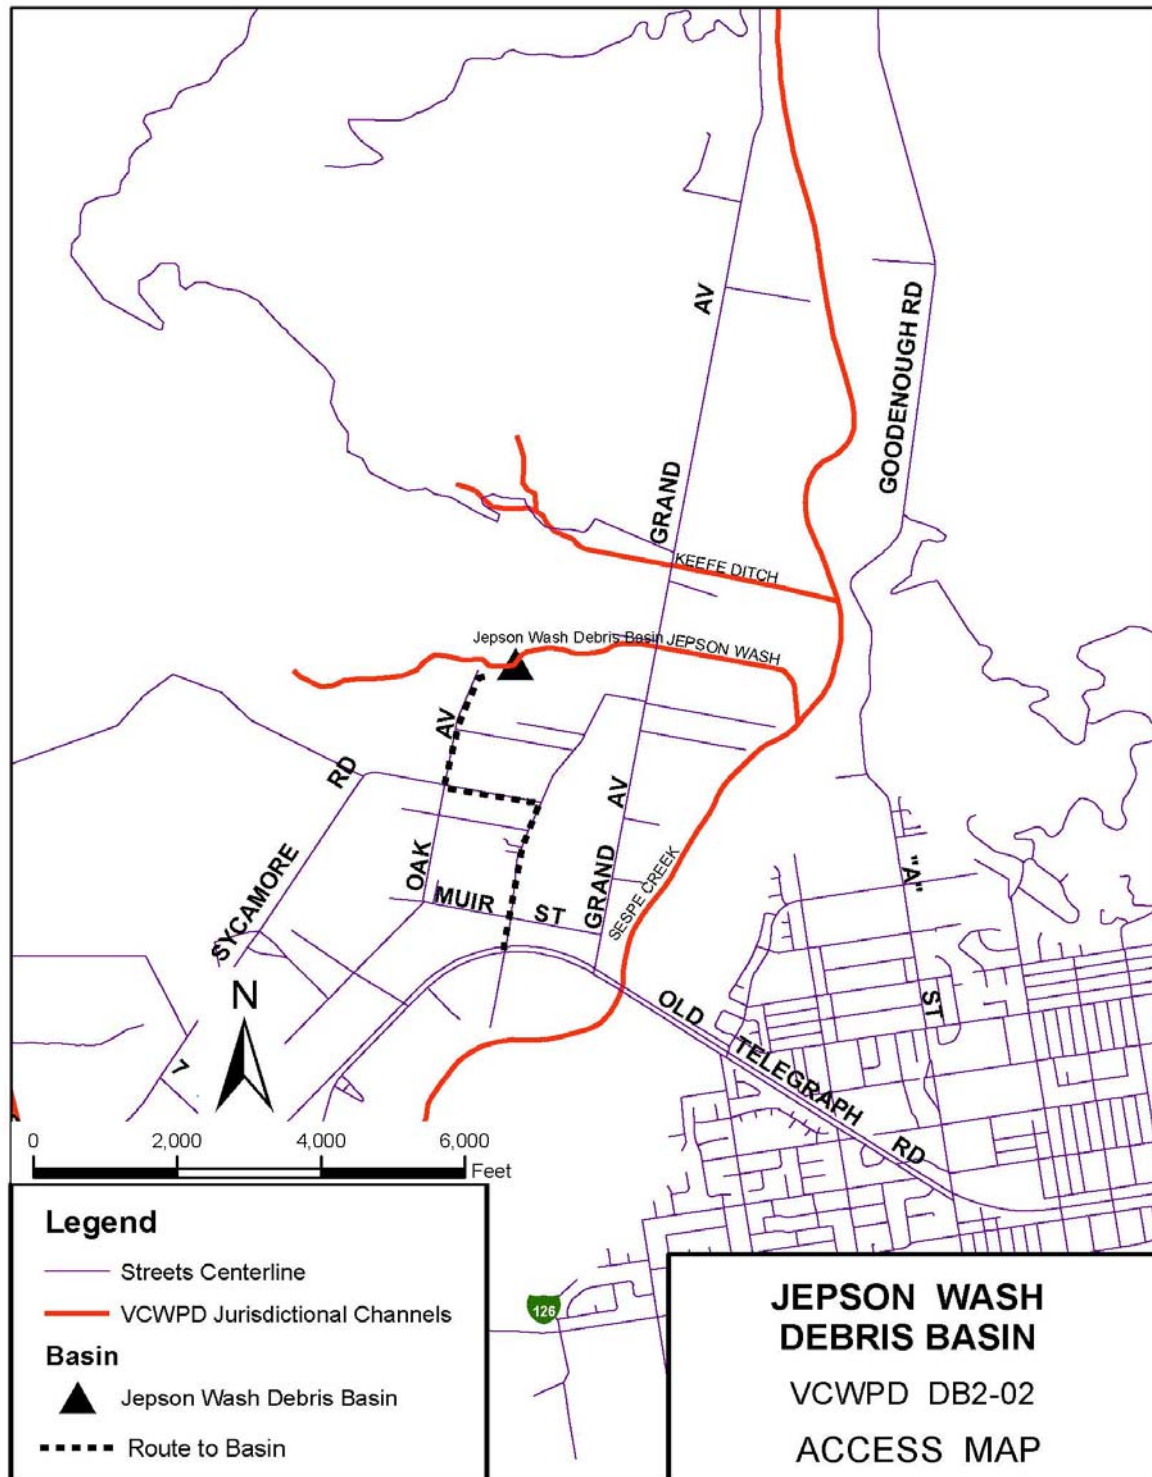 AV
GOODENOUGH RD
GRAND
KEEFE DITCH
Jepson Wash Debris Basin
JEPSON WASH
AV
RD
AV
SYCAMORE
OAK
MUIR ST
GRAND
SESPE CREEK
"A"
ST
N
OLD TELEGRAPH RD
7
0 2,000 4,000 6,000
Feet
Legend
Streets Centerline
VCWPD Jurisdictional Channels
Basin
Jepson Wash Debris Basin
Route to Basin
126
JEPSON WASH
DEBRIS BASIN
VCWPD DB2-02
ACCESS MAP